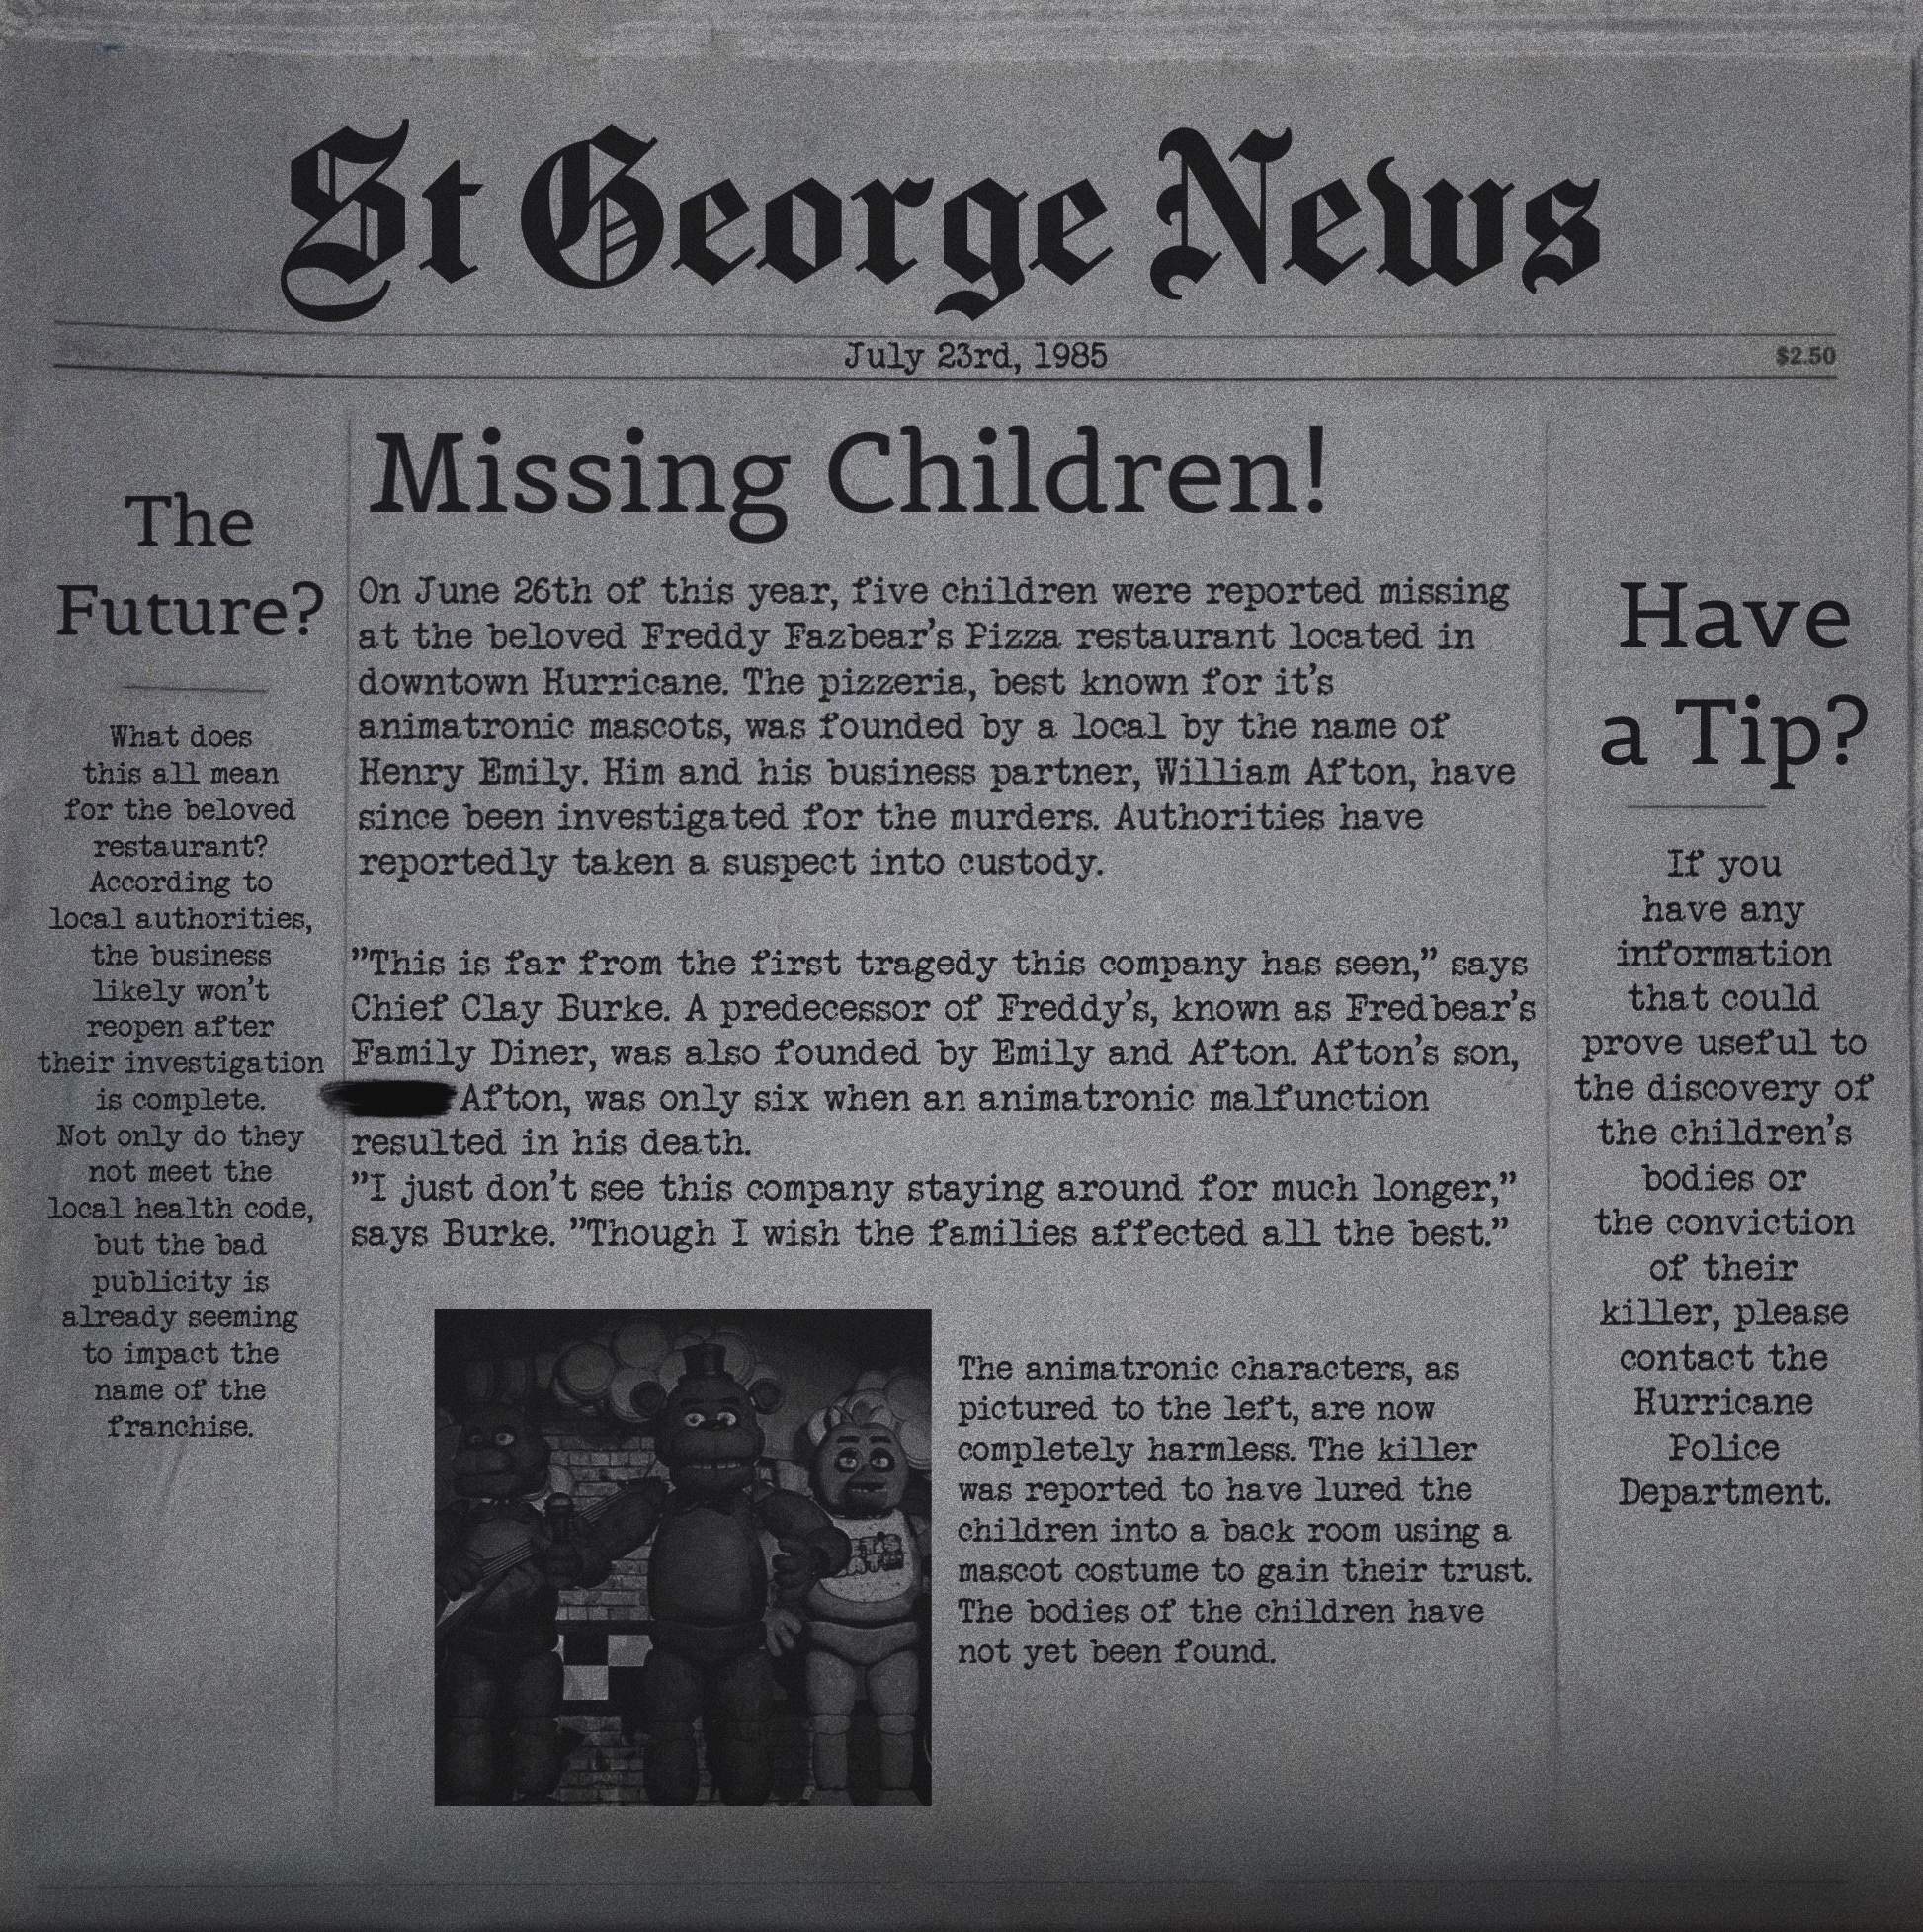 St George News
July 23rd, 1985
$2.50
The
Future?
What does
this all mean
for the beloved
restaurant?
According to
local authorities,
the business
likely won't
reopen after
their investigation
is complete.
Not only do they
not meet the
local health code,
but the bad
publicity is
already seeming
to impact the
name of the
franchise.
Missing Children!
On June 26th of this year, five children were reported missing
at the beloved Freddy Fazbear's Pizza restaurant located in
downtown Hurricane. The pizzeria, best known for it's
animatronic mascots, was founded by a local by the name of
Henry Emily. Him and his business partner, William Afton, have
since been investigated for the murders. Authorities have
reportedly taken a suspect into custody.
”This is far from the first tragedy this company has seen,” says
Chief Clay Burke. A predecessor of Freddy's, known as Fredbear's
Family Diner, was also founded by Emily and Afton. Afton's son,
Afton, was only six when an animatronic malfunction
resulted in his death.
”I just don't see this company staying around for much longer,”
says Burke. ”Though I wish the families affected all the best.”
The animatronic characters, as
pictured to the left, are now
completely harmless. The killer
was reported to have lured the
children into a back room using a
mascot costume to gain their trust.
The bodies of the children have
not yet been found.
Have
a Tip?
If you
have any
information
that could
prove useful to
the discovery of
the children's
bodies or
the conviction
of their
killer, please
contact the
Hurricane
Police
Department.